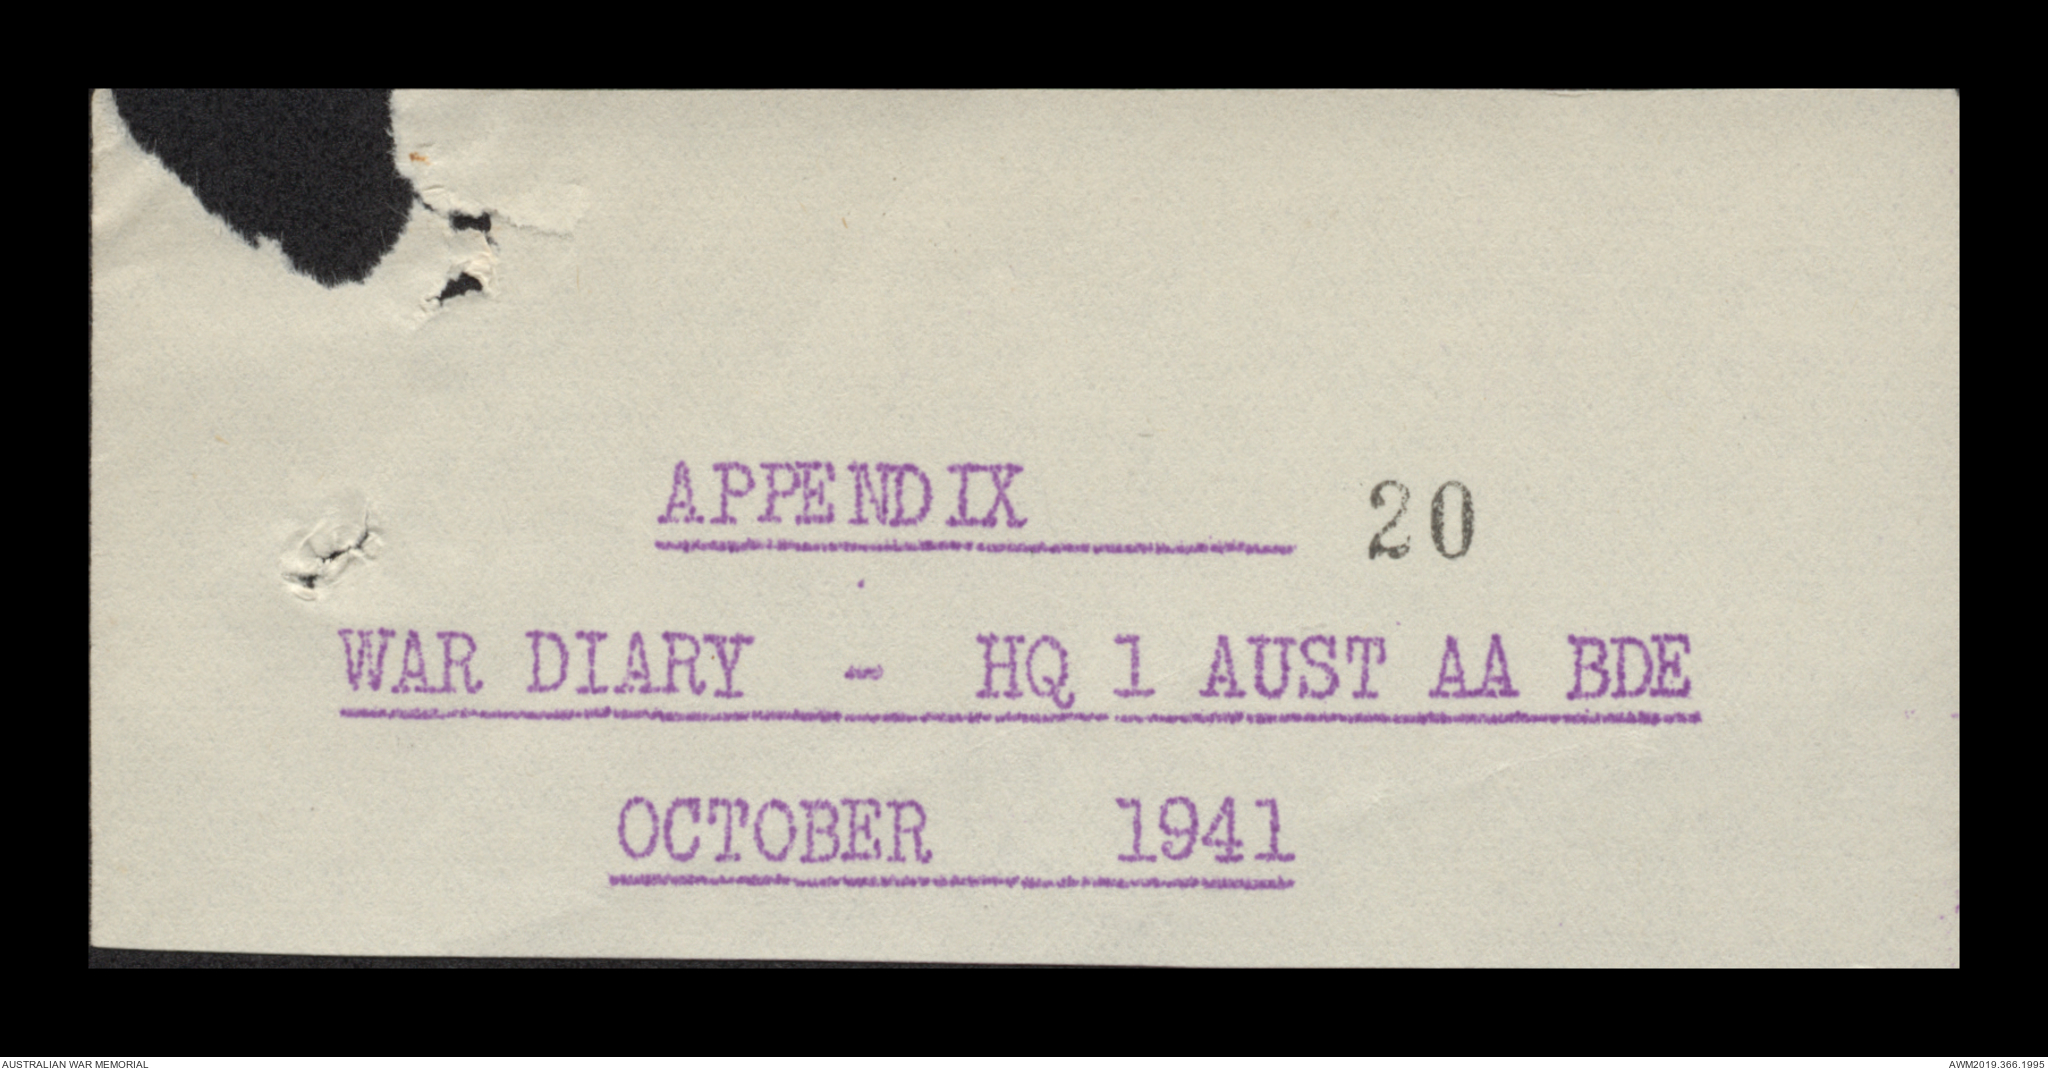 APPENDIX 20
WAR DIARY - HQ 1 AUST AA BDE
OCTOBER 1941
AUSTRALIAN WAR MEMORIAL
AWM2019.366.1995